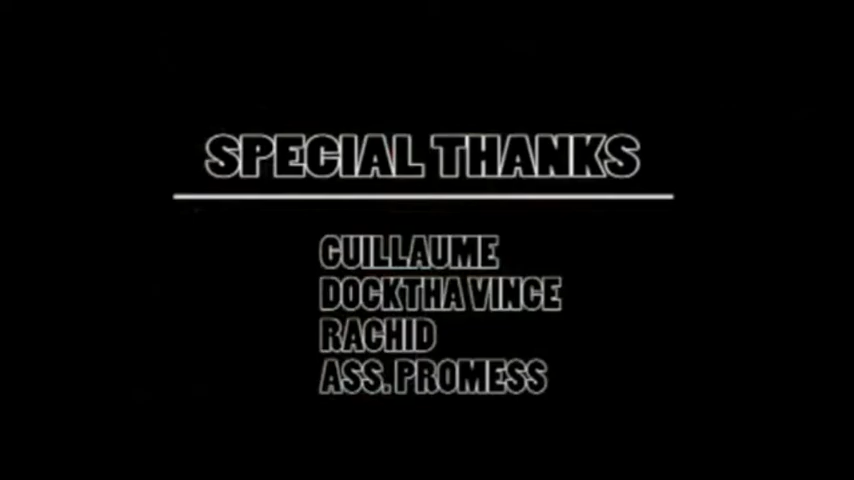 SPECIAL THANKS
GUILLAUME
DOCKTHA VINCE
RACHID
ASS. PROMESS